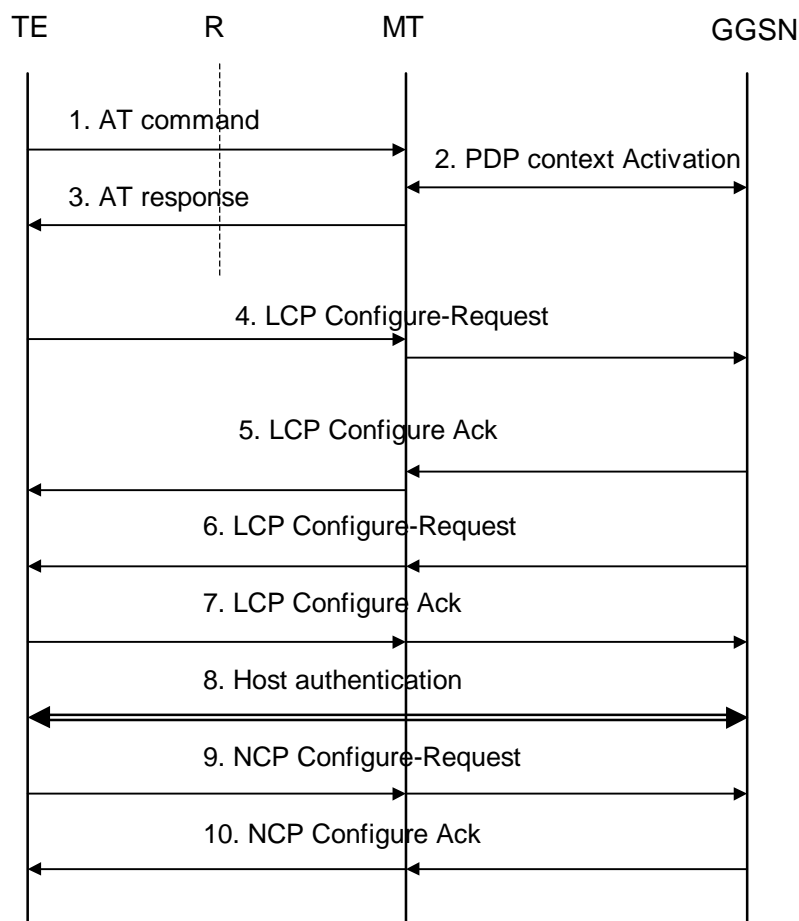 TE R MT GGSN
1. AT command
2. PDP context Activation
3. AT response
4. LCP Configure-Request
5. LCP Configure Ack
6. LCP Configure-Request
7. LCP Configure Ack
8. Host authentication
9. NCP Configure-Request
10. NCP Configure Ack